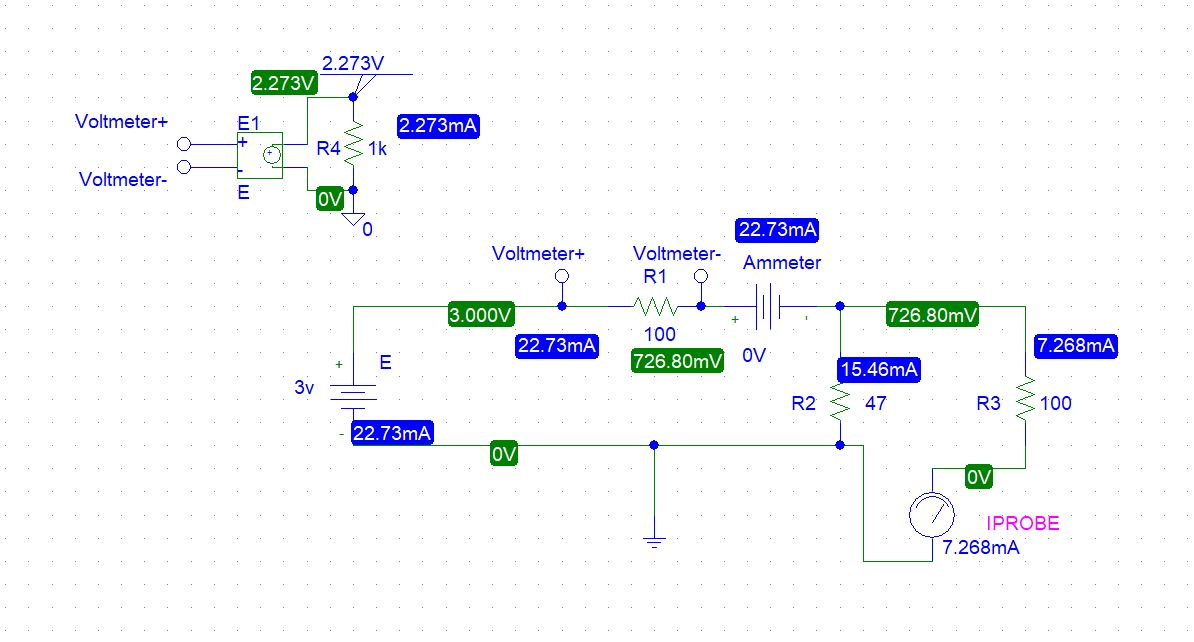 2.273V
2.273V
Voltmeter+
E1
2.273mA
+
+
R4
1k
-
Voltmeter-
E
0V
0
22.73mA
Voltmeter+
Voltmeter-
Ammeter
R1
3.000V
+
-
726.80mV
100
22.73mA
7.268mA
0V
726.80mV
+
E
15.46mA
3v
R2
47
R3
100
-
22.73mA
0V
0V
IPROBE
7.268mA